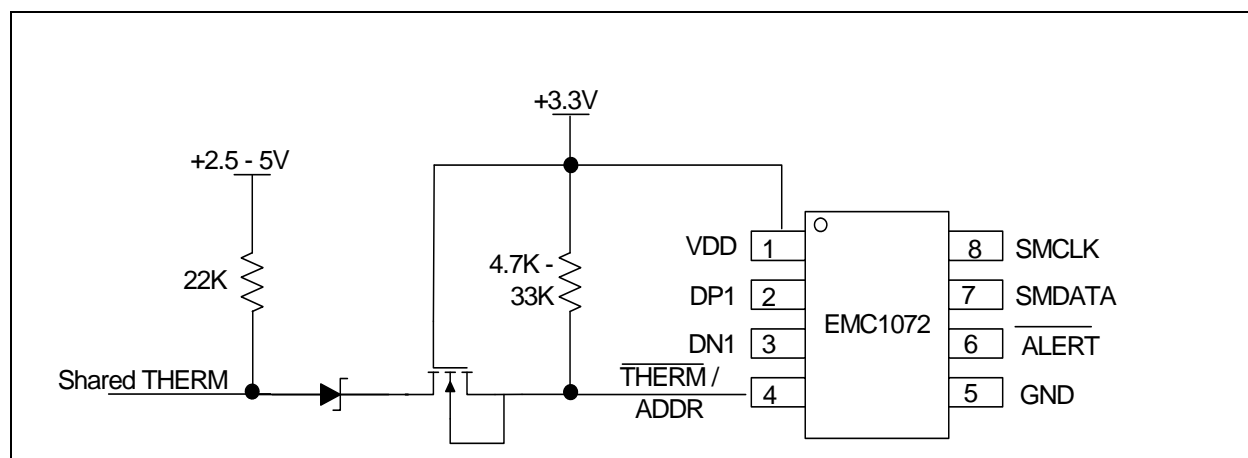 +3.3V
+2.5 - 5V
22K
4.7K -
33K
Shared THERM
THERM /
ADDR
VDD
DP1
DN1
1
2
3
4
EMC1072
8
7
6
5
SMCLK
SMDATA
ALERT
GND